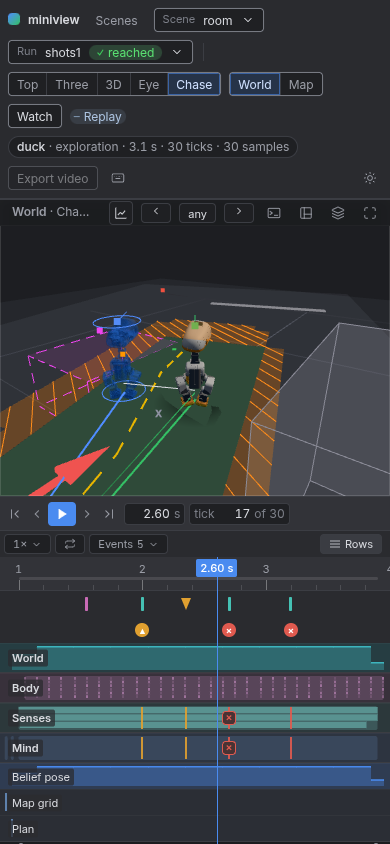 miniview Scenes Scene room
Run shots1 ✓ reached
Top Three 3D Eye Chase World Map
Watch – Replay
duck · exploration · 3.1 s · 30 ticks · 30 samples
Export video
World · Cha... any
x
2.60 s tick 17 of 30
1× Events 5 Rows
1 2 2.60 s 3 4
World
Body
Senses
Mind
Belief pose
Map grid
Plan